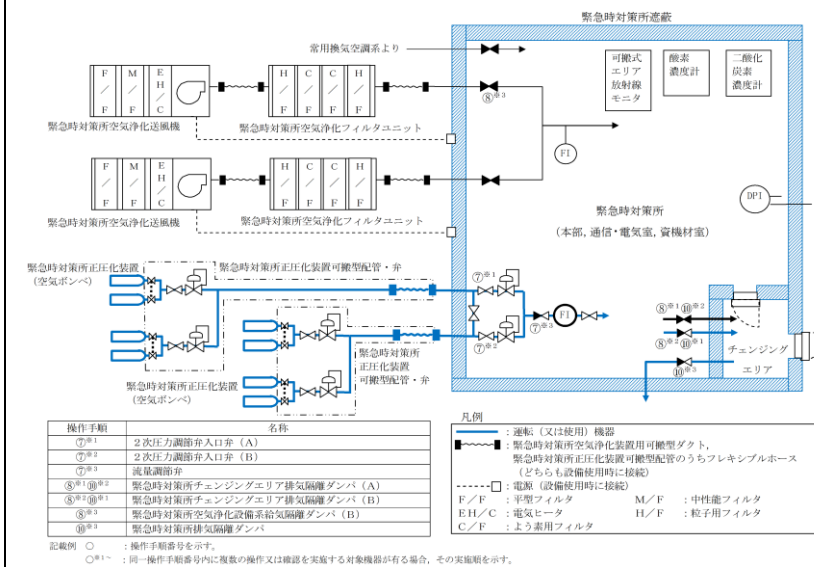 緊急時対策所遮蔽
常用換気空調系より
可搬式
エリア
放射線
モニタ
酸素
濃度計
二酸化
炭素
濃度計
F/F
M/F
EH/C
H/F
C/F
C/F
H/F
⑧※3
緊急時対策所空気浄化送風機
緊急時対策所空気浄化フィルタユニット
FI
F/F
M/F
EH/C
H/F
C/F
C/F
H/F
DPI
緊急時対策所空気浄化送風機
緊急時対策所空気浄化フィルタユニット
緊急時対策所
(本部, 通信・電気室, 資機材室)
緊急時対策所正圧化装置
(空気ボンベ)
緊急時対策所正圧化装置可搬型配管・弁
⑦※1
⑦※3
FI
⑦※2
⑧※1⑩※2
⑧※2⑩※1
⑩※3
チェンジング
エリア
緊急時対策所
正圧化装置
可搬型配管・弁
緊急時対策所正圧化装置
(空気ボンベ)
操作手順 名称
⑦※1 2次圧力調節弁入口弁(A)
⑦※2 2次圧力調節弁入口弁(B)
⑦※3 流量調節弁
⑧※1⑩※2 緊急時対策所チェンジングエリア排気隔離ダンパ(A)
⑧※2⑩※1 緊急時対策所チェンジングエリア排気隔離ダンパ(B)
⑧※3 緊急時対策所空気浄化設備系給気隔離ダンパ(B)
⑩※3 緊急時対策所排気隔離ダンパ
記載例 ○ :操作手順番号を示す。
○※1~ :同一操作手順番号内に複数の操作又は確認を実施する対象機器が有る場合, その実施順を示す。
凡例
:運転(又は使用)機器
:緊急時対策所空気浄化装置用可搬型ダクト,
緊急時対策所正圧化装置可搬型配管のうちフレキシブルホース
(どちらも設備使用時に接続)
:電源(設備使用時に接続)
F/F :平型フィルタ M/F :中性能フィルタ
EH/C :電気ヒータ H/F :粒子用フィルタ
C/F :よう素用フィルタ